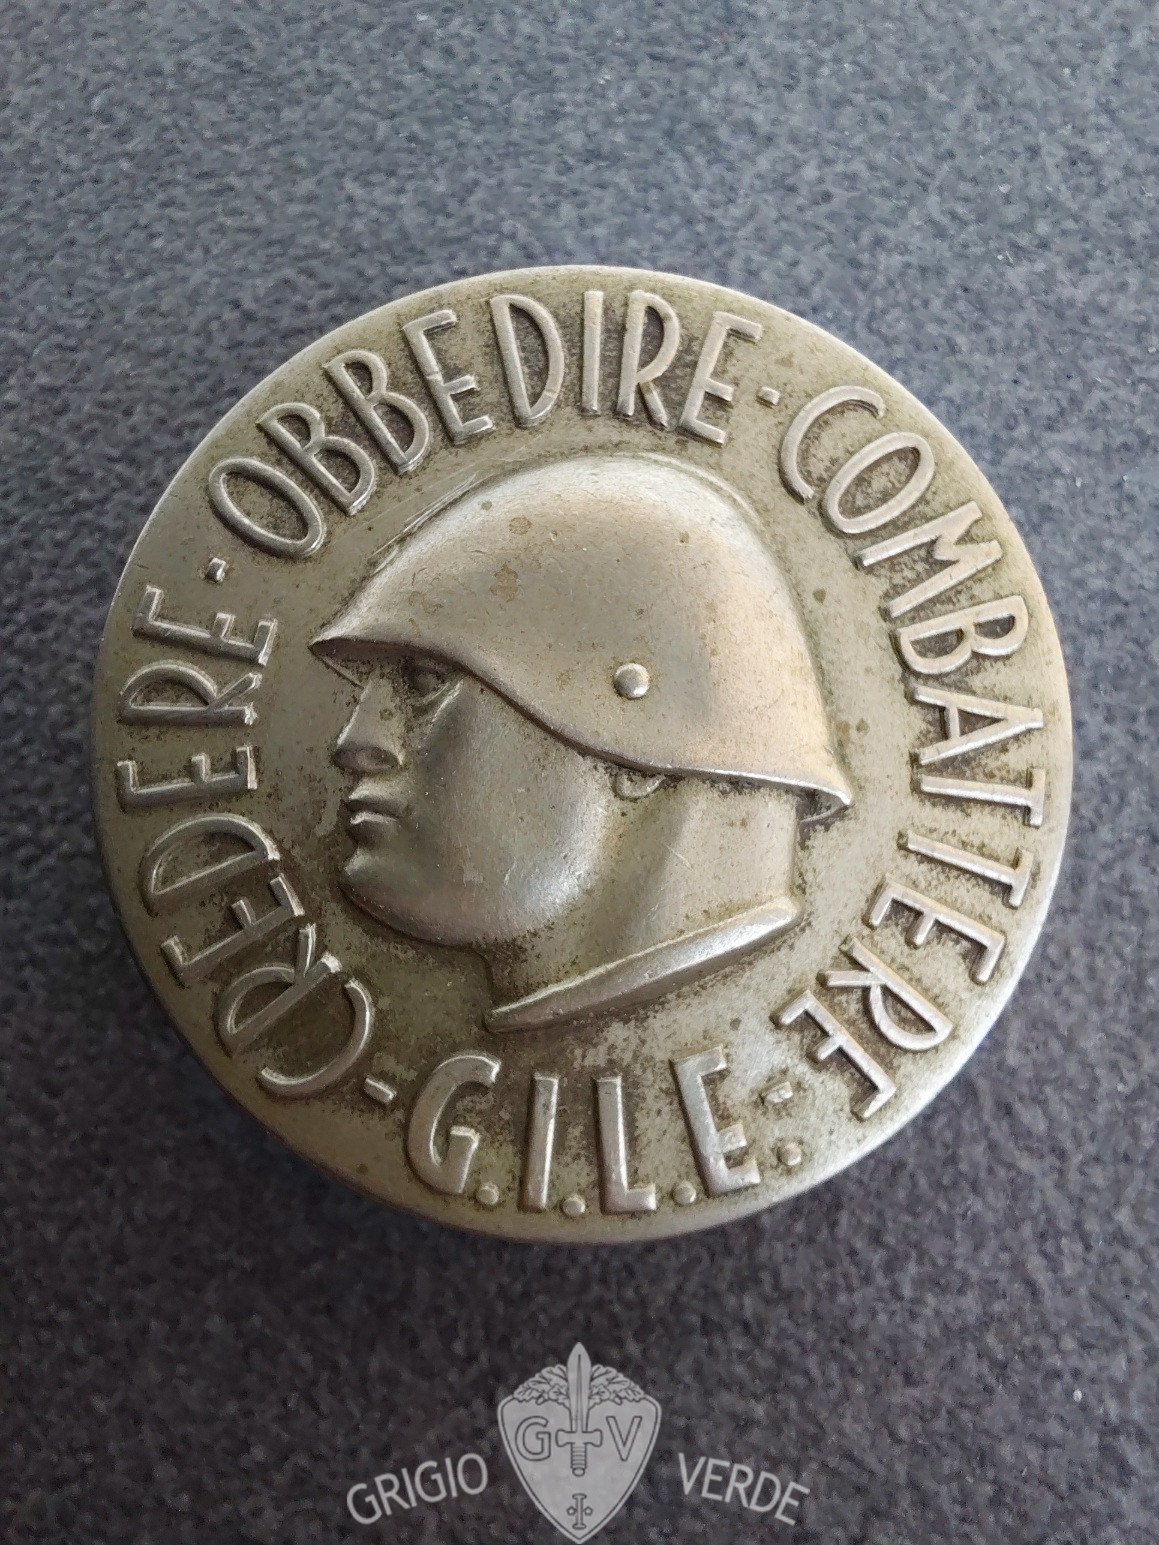 CREDERE · OBBEDIRE · COMBATTERE ·
G.I.L.E.
G V
GRIGIO VERDE